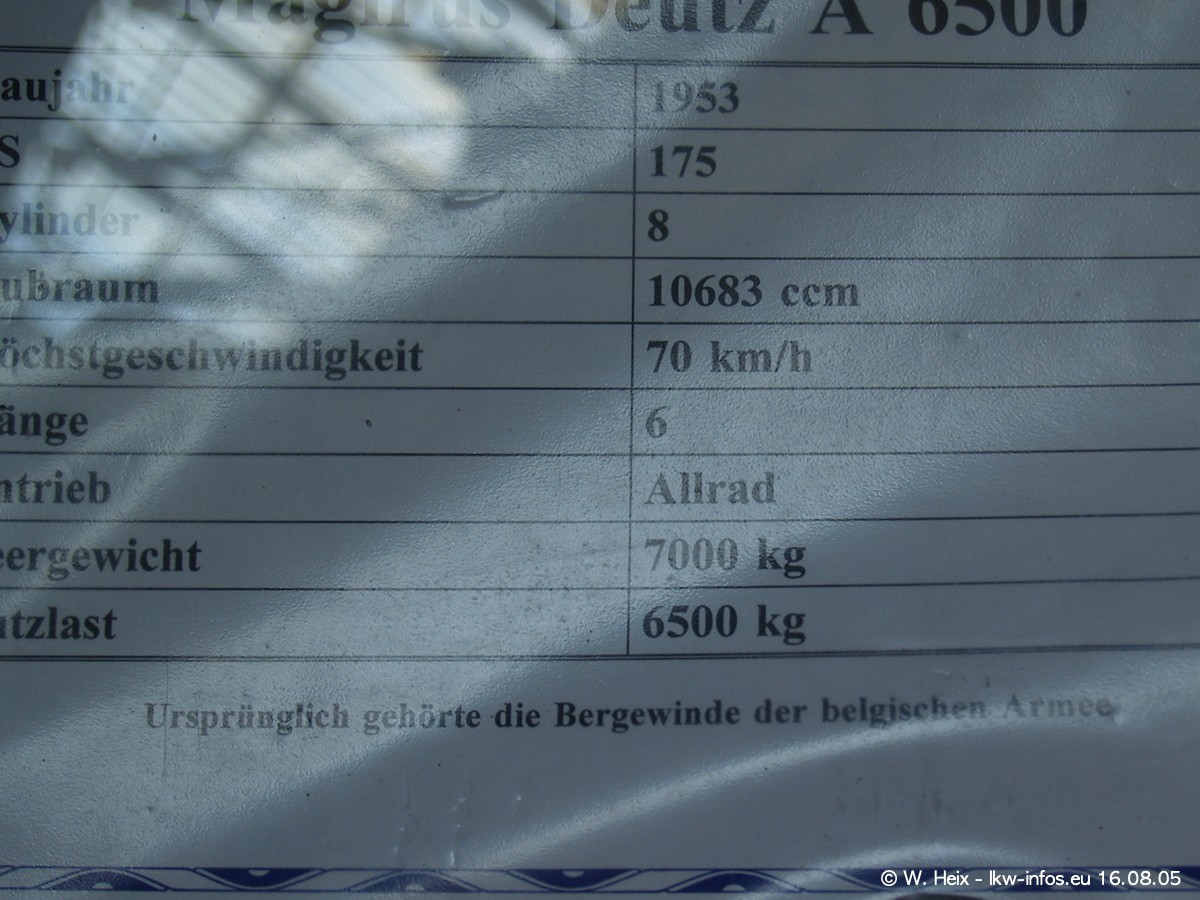 Magirus Deutz A 6500
aujahr 1953
S 175
ylinder 8
ubraum 10683 ccm
öchstgeschwindigkeit 70 km/h
änge 6
ntrieb Allrad
eergewicht 7000 kg
utzlast 6500 kg
Ursprünglich gehörte die Bergewinde der belgischen Armee
© W. Heix - lkw-infos.eu 16.08.05